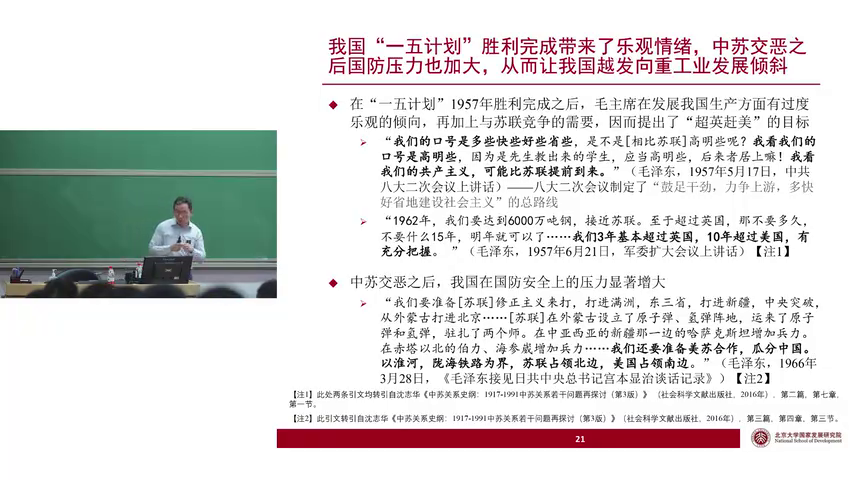 我国“一五计划”胜利完成带来了乐观情绪，中苏交恶之
后国防压力也加大，从而让我国越发向重工业发展倾斜
在“一五计划”1957年胜利完成之后，毛主席在发展我国生产方面有过度
乐观的倾向，再加上与苏联竞争的需要，因而提出了“超英赶美”的目标
“我们的口号是多些快些好些省些，是不是[相比苏联]高明些呢？我看我们的
口号是高明些，因为是先生教出来的学生，应当高明些，后来者居上嘛！我看
我们的共产主义，可能比苏联提前到来。”（毛泽东，1957年5月17日，中共
八大二次会议上讲话）——八大二次会议制定了“鼓足干劲，力争上游，多快
好省地建设社会主义”的总路线
“1962年，我们要达到6000万吨钢，接近苏联。至于超过英国，那不要多久，
不要什么15年，明年就可以了……我们3年基本超过英国，10年超过美国，有
充分把握。 ”（毛泽东，1957年6月21日，军委扩大会议上讲话）【注1】
中苏交恶之后，我国在国防安全上的压力显著增大
“我们要准备[苏联]修正主义来打，打进满洲，东三省，打进新疆，中央突破，
从外蒙古打进北京……[苏联]在外蒙古设立了原子弹、氢弹阵地，运来了原子
弹和氢弹，驻扎了两个师。在中亚西亚的新疆那一边的哈萨克斯坦增加兵力。
在赤塔以北的伯力、海参崴增加兵力……我们还要准备美苏合作，瓜分中国。
以淮河，陇海铁路为界，苏联占领北边，美国占领南边。”（毛泽东，1966年
3月28日，《毛泽东接见日共中央总书记宫本显治谈话记录》）【注2】
【注1】此处两条引文均转引自沈志华《中苏关系史纲：1917-1991中苏关系若干问题再探讨（第3版）》（社会科学文献出版社，2016年），第二篇，第七章，
第一节。
【注2】此引文转引自沈志华《中苏关系史纲：1917-1991中苏关系若干问题再探讨（第3版）》（社会科学文献出版社，2016年），第三篇，第四章，第三节。
21
北京大学国家发展研究院
National School of Development